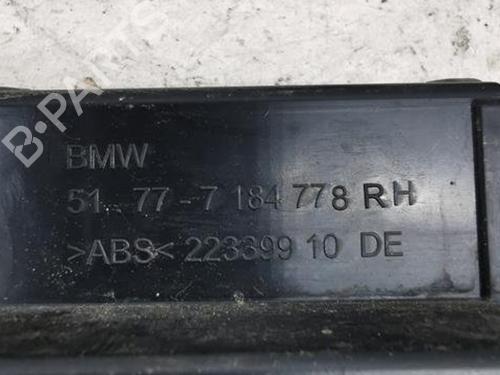 B-PARTS
BMW
51.. 77-7 184 778 RH
>ABS< 223399 10 DE